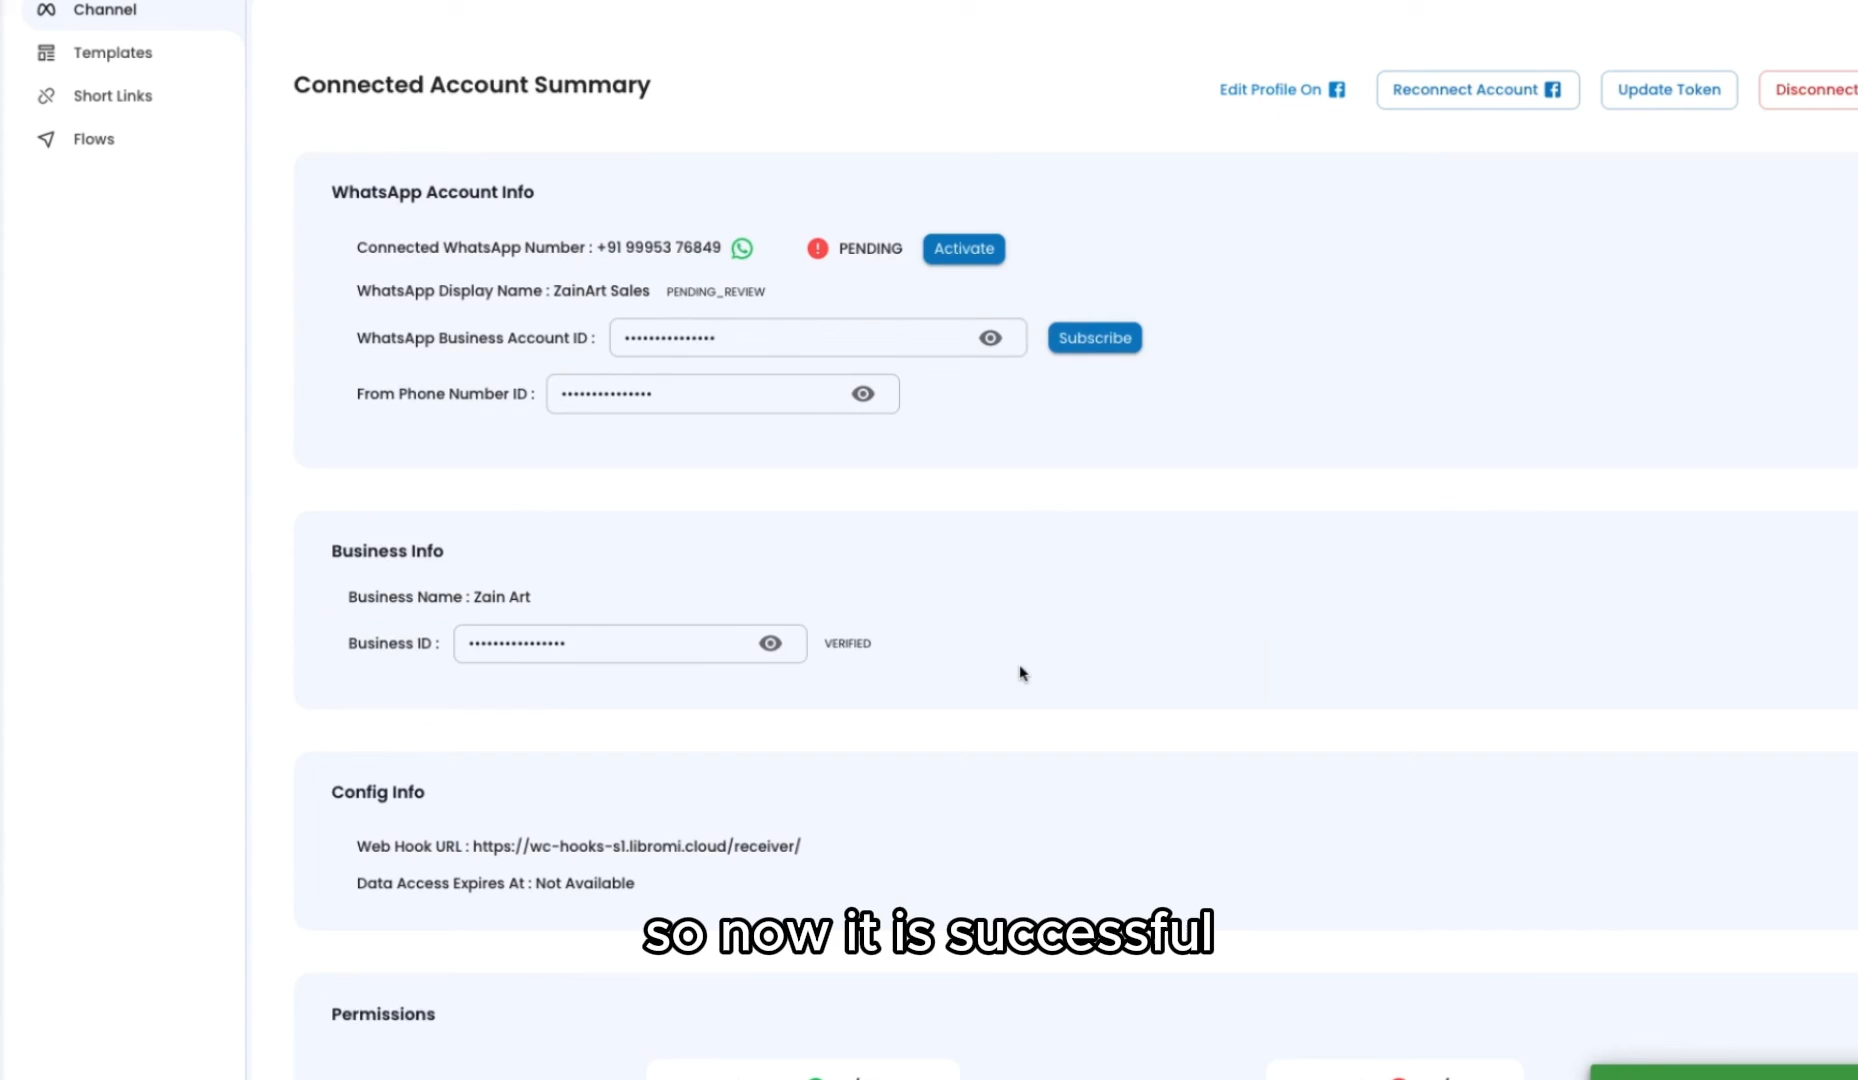 Channel
Templates
Short Links
Flows
Connected Account Summary
Edit Profile On
Reconnect Account
Update Token
Disconnect
WhatsApp Account Info
Connected WhatsApp Number : +91 99953 76849
PENDING
Activate
WhatsApp Display Name : ZainArt Sales PENDING_REVIEW
WhatsApp Business Account ID : •••••••••••••••
Subscribe
From Phone Number ID : •••••••••••••••
Business Info
Business Name : Zain Art
Business ID : ••••••••••••••••
VERIFIED
Config Info
Web Hook URL : https://wc-hooks-s1.libromi.cloud/receiver/
Data Access Expires At : Not Available
so now it is successful
Permissions